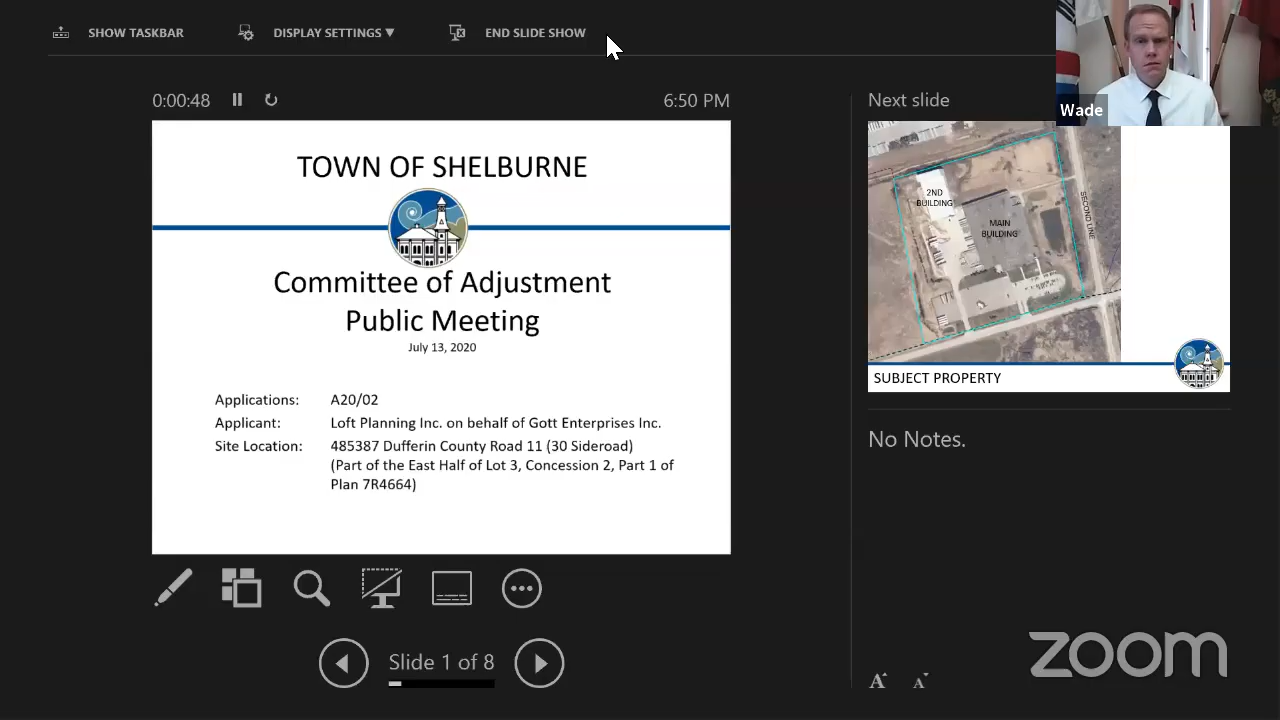 SHOW TASKBAR
DISPLAY SETTINGS ▼
END SLIDE SHOW
Wade
0:00:48
6:50 PM
Next slide
TOWN OF SHELBURNE
Committee of Adjustment
Public Meeting
July 13, 2020
Applications: A20/02
Applicant: Loft Planning Inc. on behalf of Gott Enterprises Inc.
Site Location: 485387 Dufferin County Road 11 (30 Sideroad)
(Part of the East Half of Lot 3, Concession 2, Part 1 of
Plan 7R4664)
2ND
BUILDING
MAIN
BUILDING
SECOND LINE
SUBJECT PROPERTY
No Notes.
Slide 1 of 8
A A
zoom